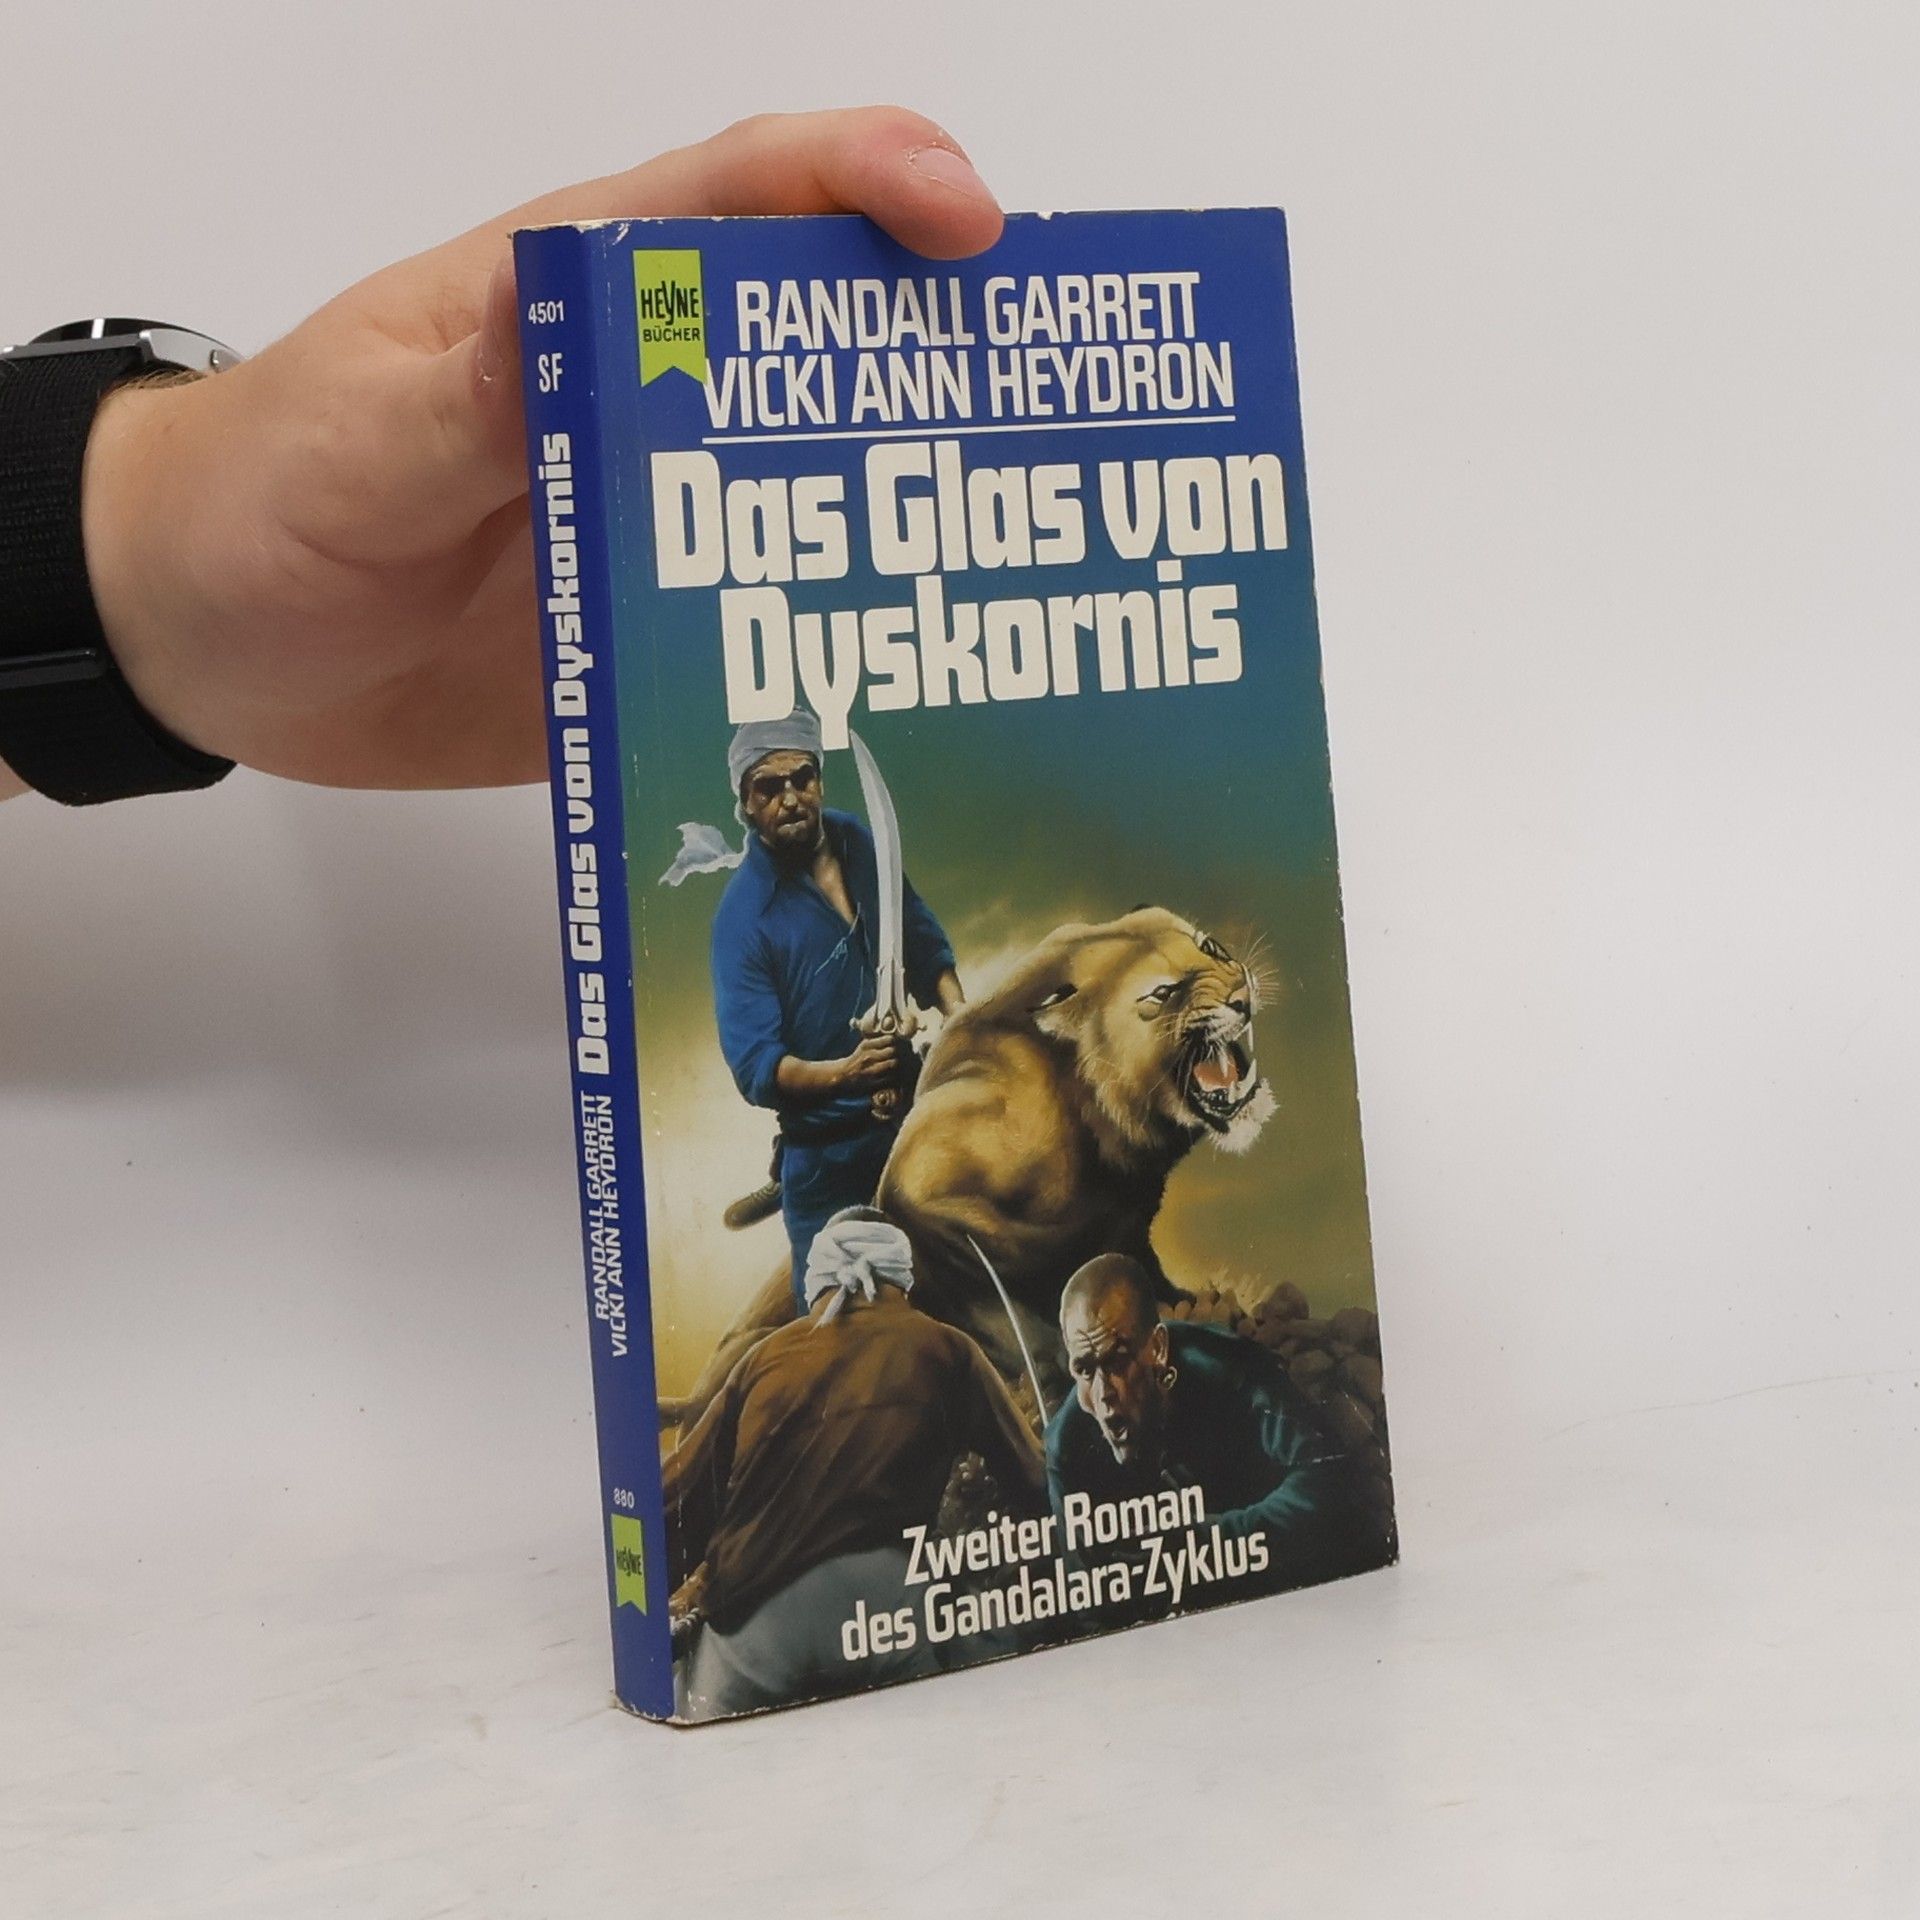 4501
SF
Das Glas von Dyskornis
RANDALL GARRETT
VICKI ANN HEYDRON
880
HEYNE
HEYNE
BÜCHER
RANDALL GARRETT
VICKI ANN HEYDRON
Das Glas von
Dyskornis
Zweiter Roman
des Gandalara-Zyklus